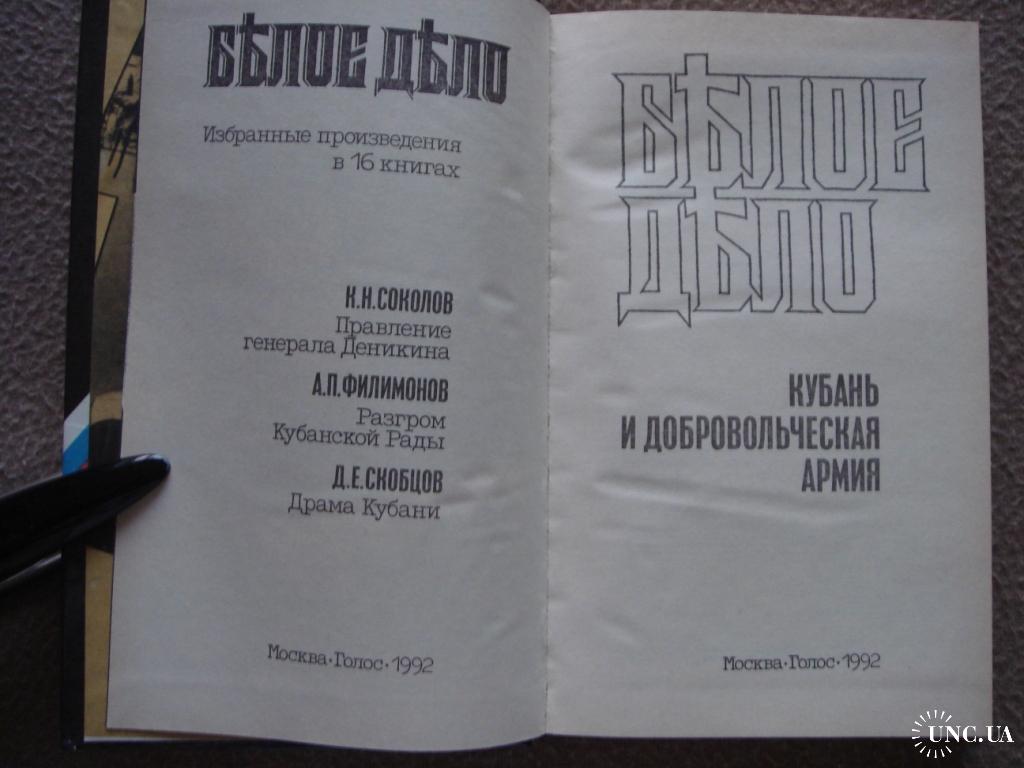 БѢЛОЕ ДѢЛО
Избранные произведения
в 16 книгах
К.Н.СОКОЛОВ
Правление
генерала Деникина
А.П.ФИЛИМОНОВ
Разгром
Кубанской Рады
Д.Е.СКОБЦОВ
Драма Кубани
Москва·Голос·1992
БѢЛОЕ
ДѢЛО
КУБАНЬ
И ДОБРОВОЛЬЧЕСКАЯ
АРМИЯ
Москва·Голос·1992
UNC.UA